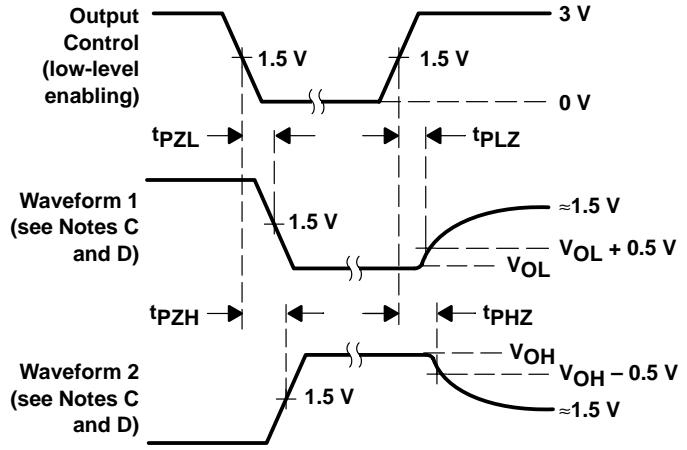 Output
Control
(low-level
enabling)
1.5 V
1.5 V
3 V
0 V
tPZL
tPLZ
Waveform 1
(see Notes C
and D)
1.5 V
≈1.5 V
VOL + 0.5 V
VOL
tPZH
tPHZ
Waveform 2
(see Notes C
and D)
1.5 V
VOH
VOH – 0.5 V
≈1.5 V